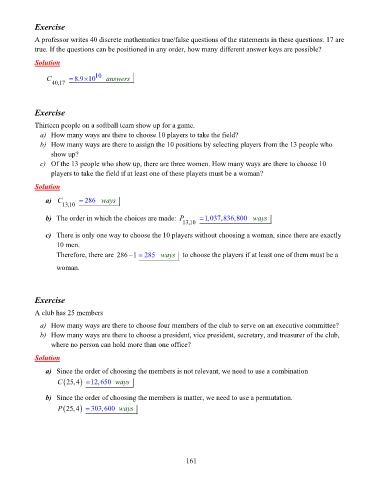 Exercise
A professor writes 40 discrete mathematics true/false questions of the statements in these questions. 17 are
true. If the questions can be positioned in any order, how many different answer keys are possible?
Solution
C40,17 = 8.9×10^10 answers
Exercise
Thirteen people on a softball team show up for a game.
a) How many ways are there to choose 10 players to take the field?
b) How many ways are there to assign the 10 positions by selecting players from the 13 people who
show up?
c) Of the 13 people who show up, there are three women. How many ways are there to choose 10
players to take the field if at least one of these players must be a woman?
Solution
a) C13,10 = 286 ways
b) The order in which the choices are made: P13,10 = 1,037,836,800 ways
c) There is only one way to choose the 10 players without choosing a woman, since there are exactly
10 men.
Therefore, there are 286 − 1 = 285 ways to choose the players if at least one of them must be a
woman.
Exercise
A club has 25 members
a) How many ways are there to choose four members of the club to serve on an executive committee?
b) How many ways are there to choose a president, vice president, secretary, and treasurer of the club,
where no person can hold more than one office?
Solution
a) Since the order of choosing the members is not relevant, we need to use a combination
C(25,4) = 12,650 ways
b) Since the order of choosing the members is matter, we need to use a permutation.
P(25,4) = 303,600 ways
161